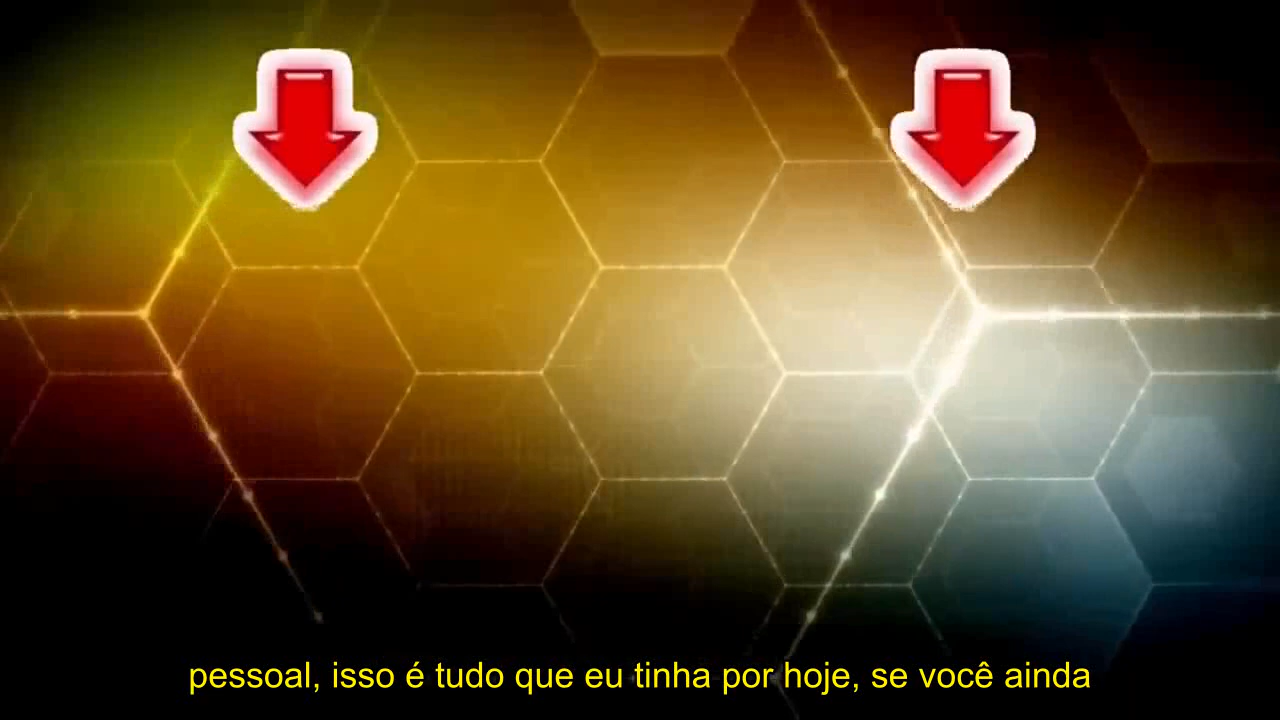 pessoal, isso é tudo que eu tinha por hoje, se você ainda